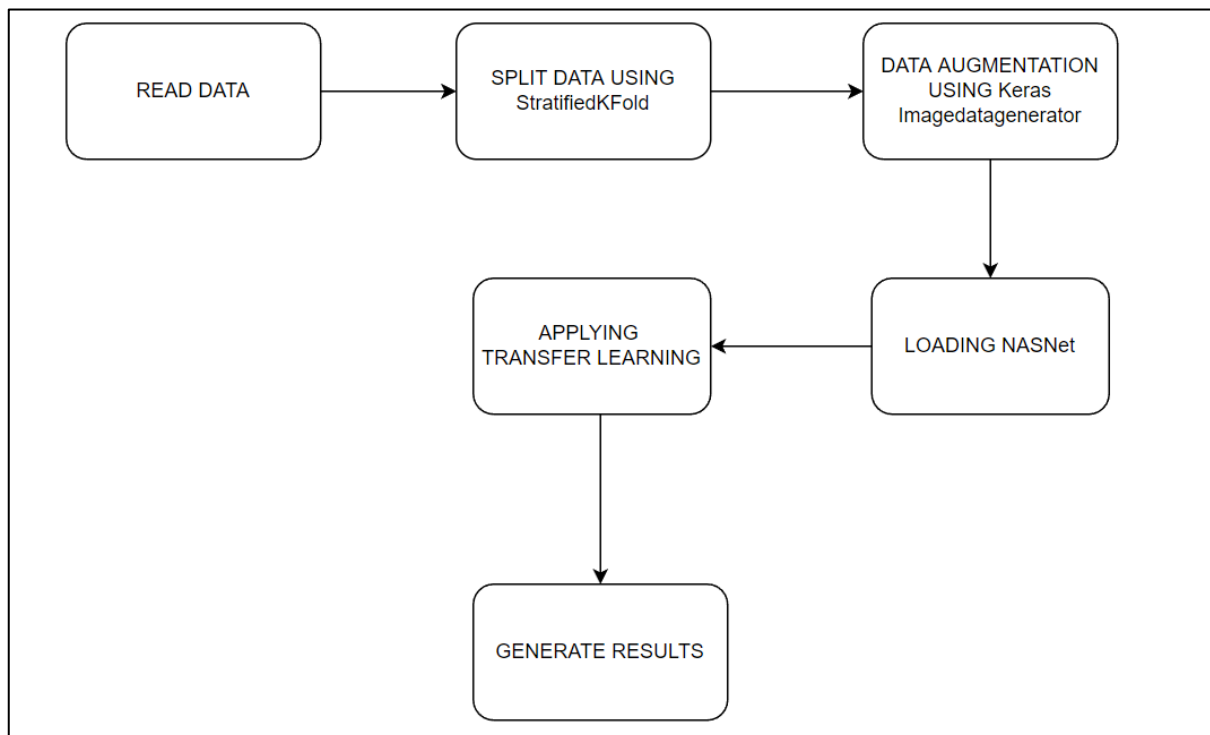 READ DATA
SPLIT DATA USING
StratifiedKFold
DATA AUGMENTATION
USING Keras
Imagedatagenerator
LOADING NASNet
APPLYING
TRANSFER LEARNING
GENERATE RESULTS